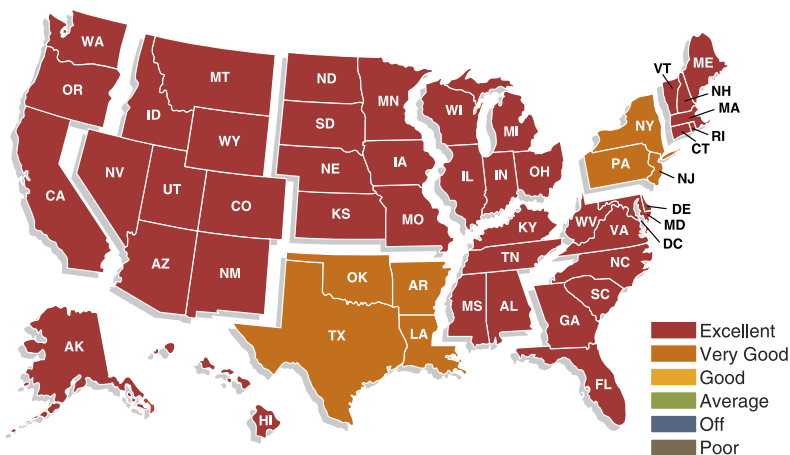 WA
OR
CA
ID
NV
MT
WY
UT
CO
AZ
NM
ND
SD
NE
KS
MN
IA
MO
OK
TX
AR
LA
WI
MI
IL
IN
OH
KY
TN
MS
AL
GA
FL
SC
NC
VA
WV
DE
MD
DC
NY
PA
NJ
VT
ME
NH
MA
RI
CT
AK
HI
Excellent
Very Good
Good
Average
Off
Poor